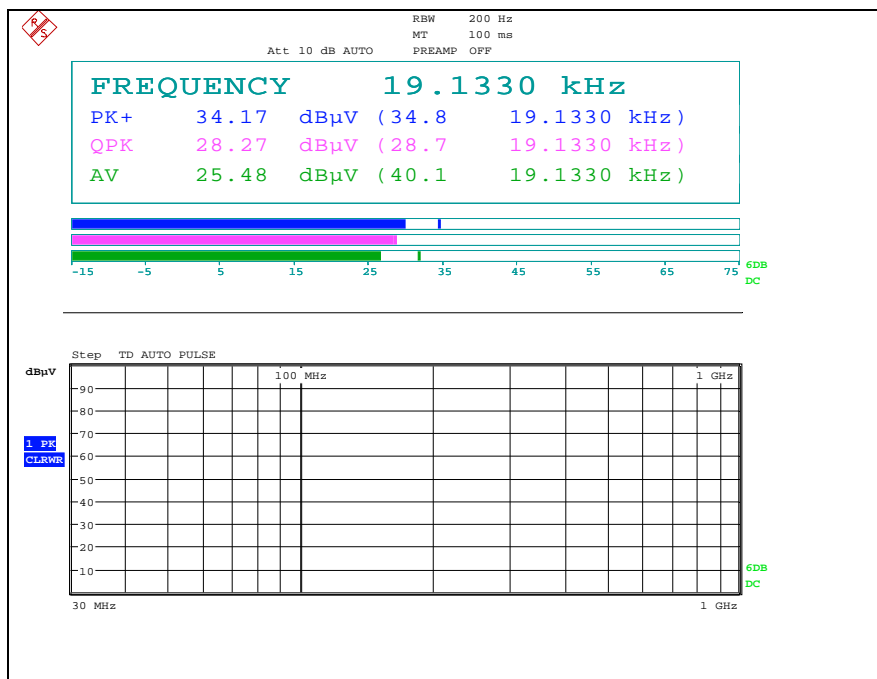 R S
RBW 200 Hz
MT 100 ms
Att 10 dB AUTO PREAMP OFF
FREQUENCY 19.1330 kHz
PK+ 34.17 dBµV (34.8 19.1330 kHz)
QPK 28.27 dBµV (28.7 19.1330 kHz)
AV 25.48 dBµV (40.1 19.1330 kHz)
-15 -5 5 15 25 35 45 55 65 75
6DB
DC
Step TD AUTO PULSE
dBµV
100 MHz 1 GHz
90
80
70
1 PK
CLRWR
60
50
40
30
20
10
6DB
DC
30 MHz 1 GHz